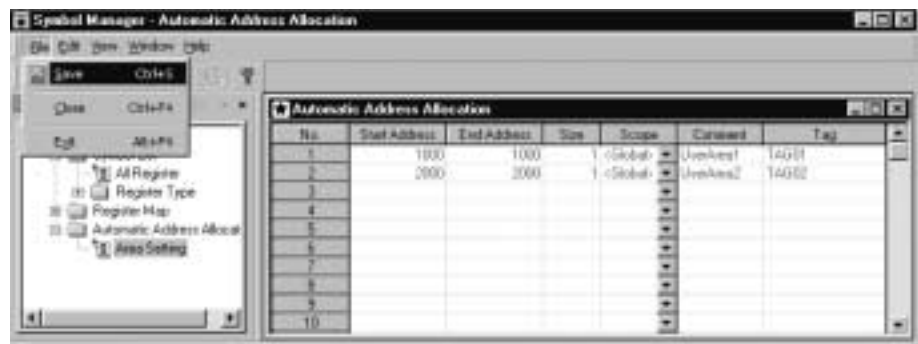 Symbol Manager - Automatic Address Allocation
File Edit View Window Help
Save Ctrl+S
Close Ctrl+F4
Exit Alt+F4
All Register
Register Type
Register Map
Automatic Address Allocat
Area Setting
Automatic Address Allocation
No. Start Address End Address Size Scope Comment Tag
1 1000 1000 1 <Global> UserArea1 TAG01
2 2000 2000 1 <Global> UserArea2 TAG02
3
4
5
6
7
8
9
10